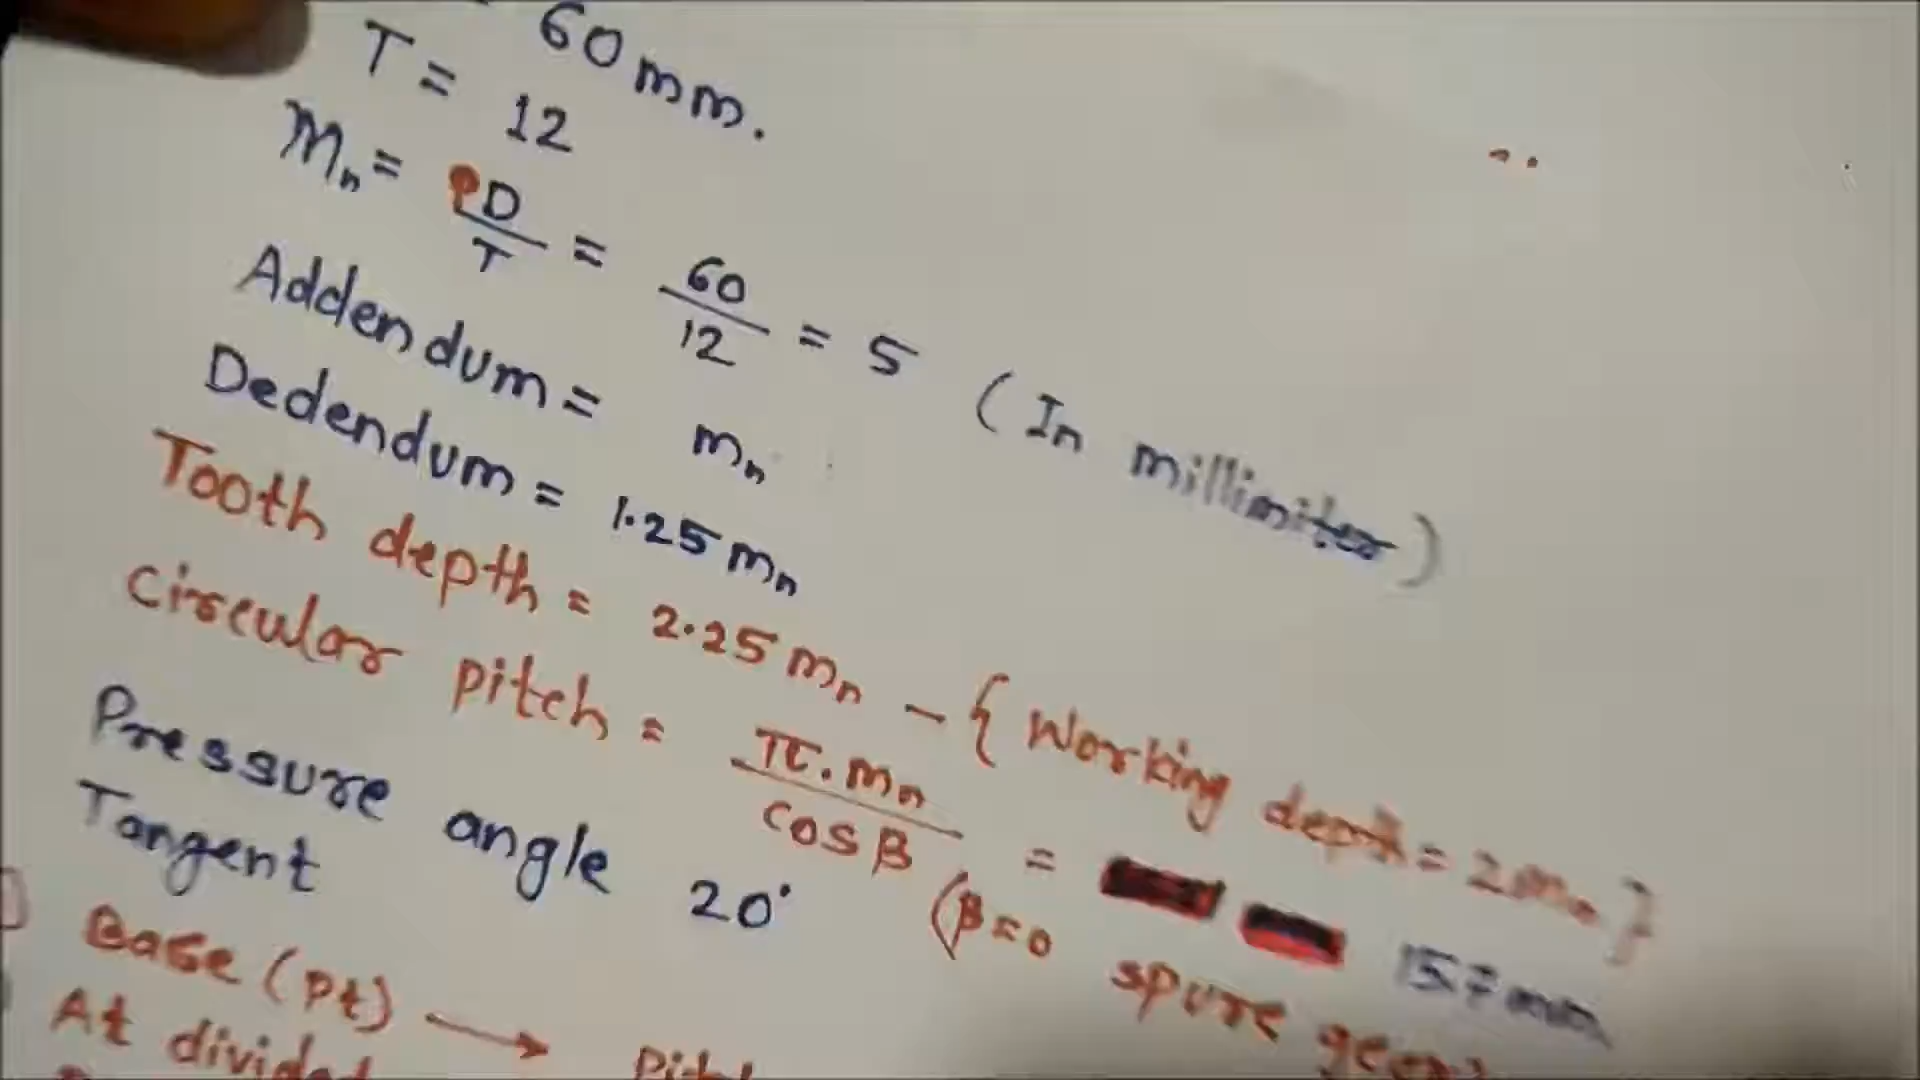 = 60 mm.
T = 12
Mn = PD/T = 60/12 = 5 (In millimiter)
Addendum = mn
Dedendum = 1.25 mn
Tooth depth = 2.25 mn - { Working depth = 2 mn }
Circular pitch = π.mn / cosβ = 15.7 mm
(β=0 spure gear)
Pressure angle 20°
Tangent
Base (Pt) →
At divided